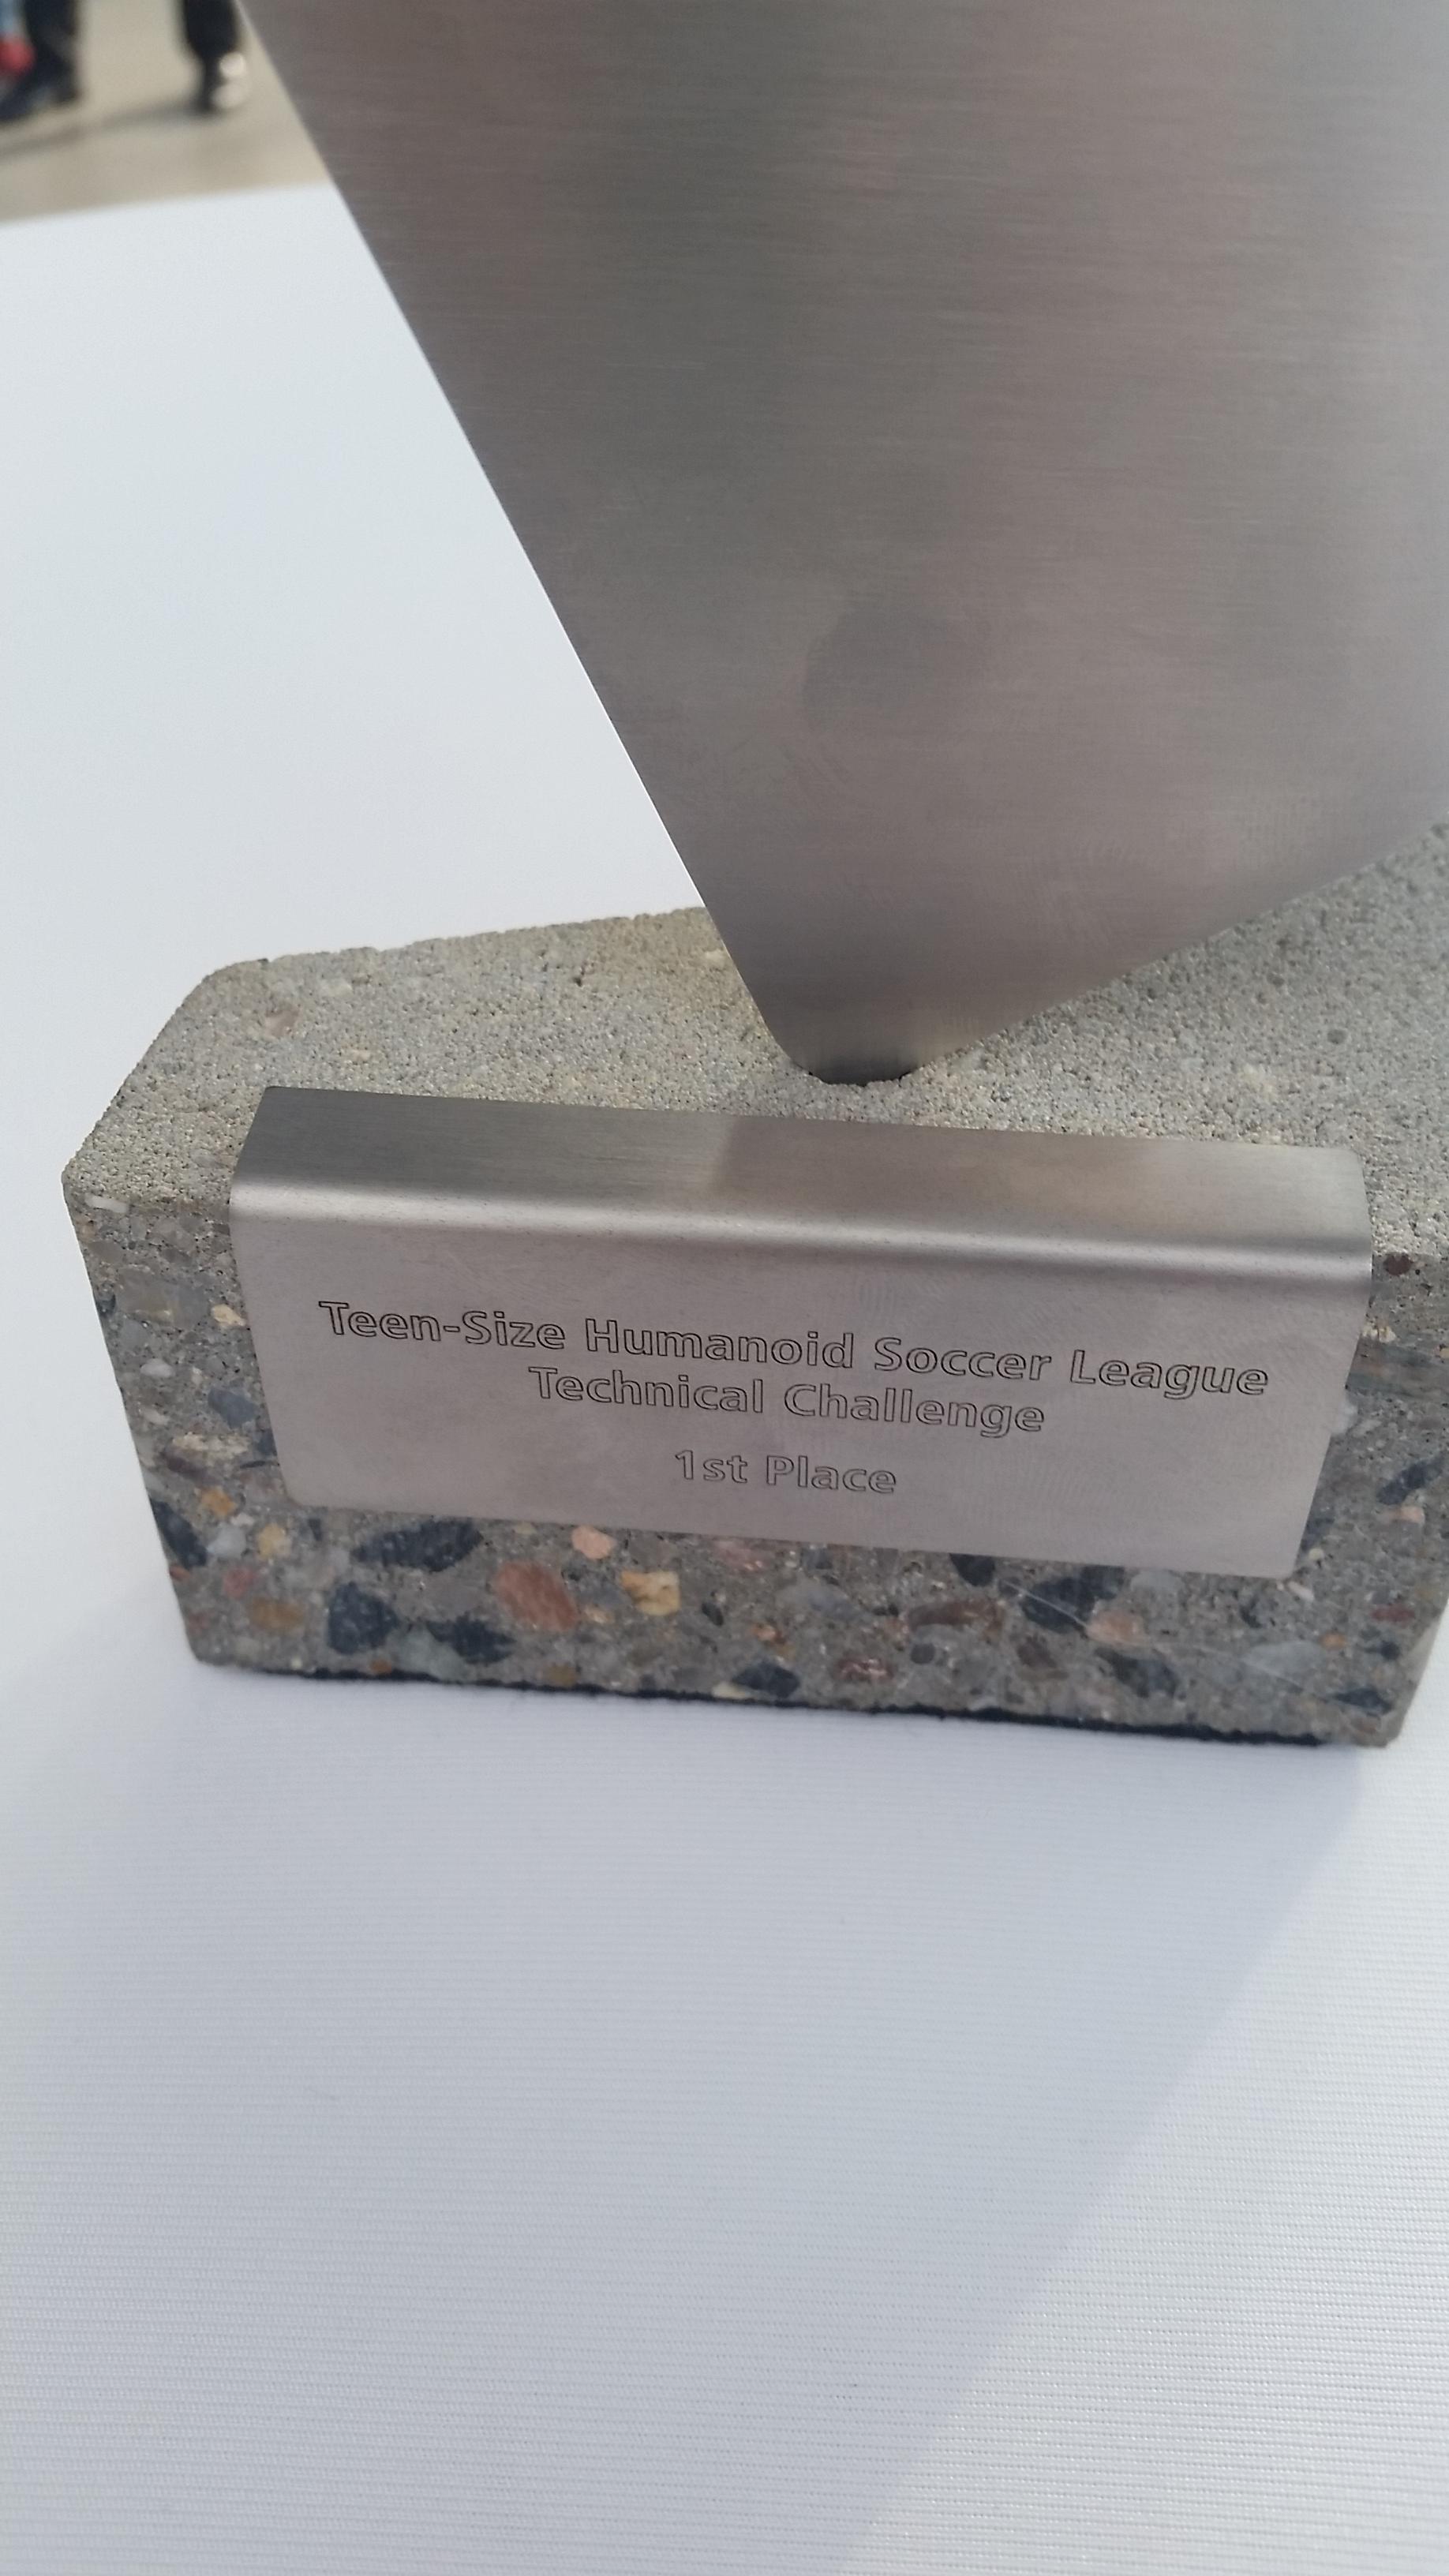 Teen-Size Humanoid Soccer League
Technical Challenge
1st Place